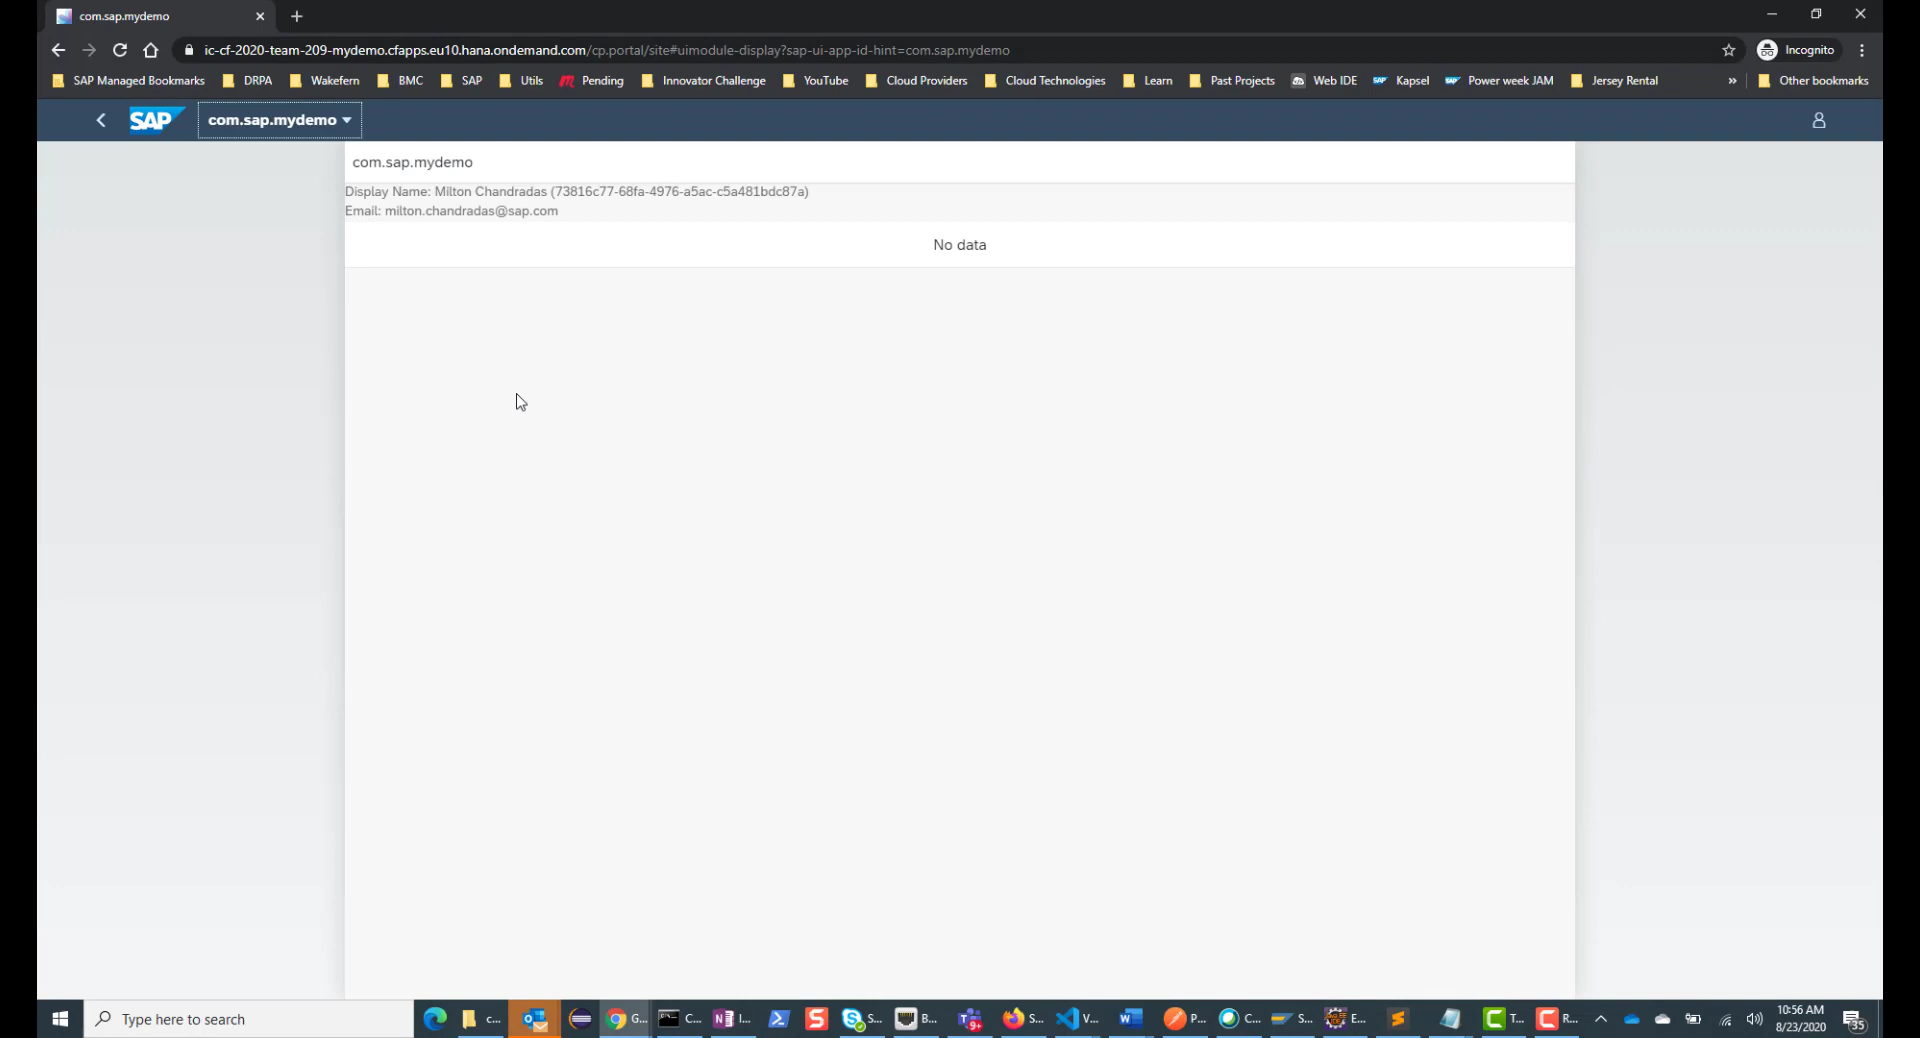 com.sap.mydemo
ic-cf-2020-team-209-mydemo.cfapps.eu10.hana.ondemand.com/cp.portal/site#uimodule-display?sap-ui-app-id-hint=com.sap.mydemo
Incognito
SAP Managed Bookmarks DRPA Wakefern BMC SAP Utils Pending Innovator Challenge YouTube Cloud Providers Cloud Technologies Learn Past Projects Web IDE Kapsel Power week JAM Jersey Rental » Other bookmarks
SAP com.sap.mydemo
com.sap.mydemo
Display Name: Milton Chandradas (73816c77-68fa-4976-a5ac-c5a481bdc87a)
Email: milton.chandradas@sap.com
No data
Type here to search c... G... C... I... S... B... 9+ S... V... P... C... S... E... T... R... 10:56 AM
8/23/2020 35